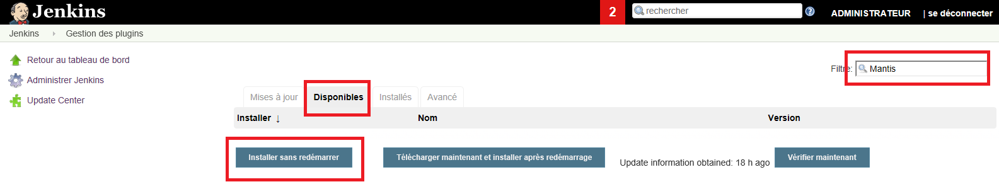 Jenkins
2
rechercher
ADMINISTRATEUR
| se déconnecter
Jenkins
Gestion des plugins
Retour au tableau de bord
Administrer Jenkins
Update Center
Filtre: Mantis
Mises à jour
Disponibles
Installés
Avancé
Installer ↓
Nom
Version
Installer sans redémarrer
Télécharger maintenant et installer après redémarrage
Update information obtained: 18 h ago
Vérifier maintenant